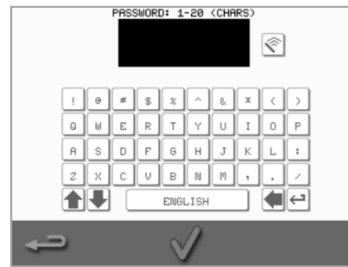 PASSWORD: 1-20 (CHARS)
! @ # $ % ^ & * ( )
Q W E R T Y U I O P
A S D F G H J K L :
Z X C V B N M , . /
ENGLISH